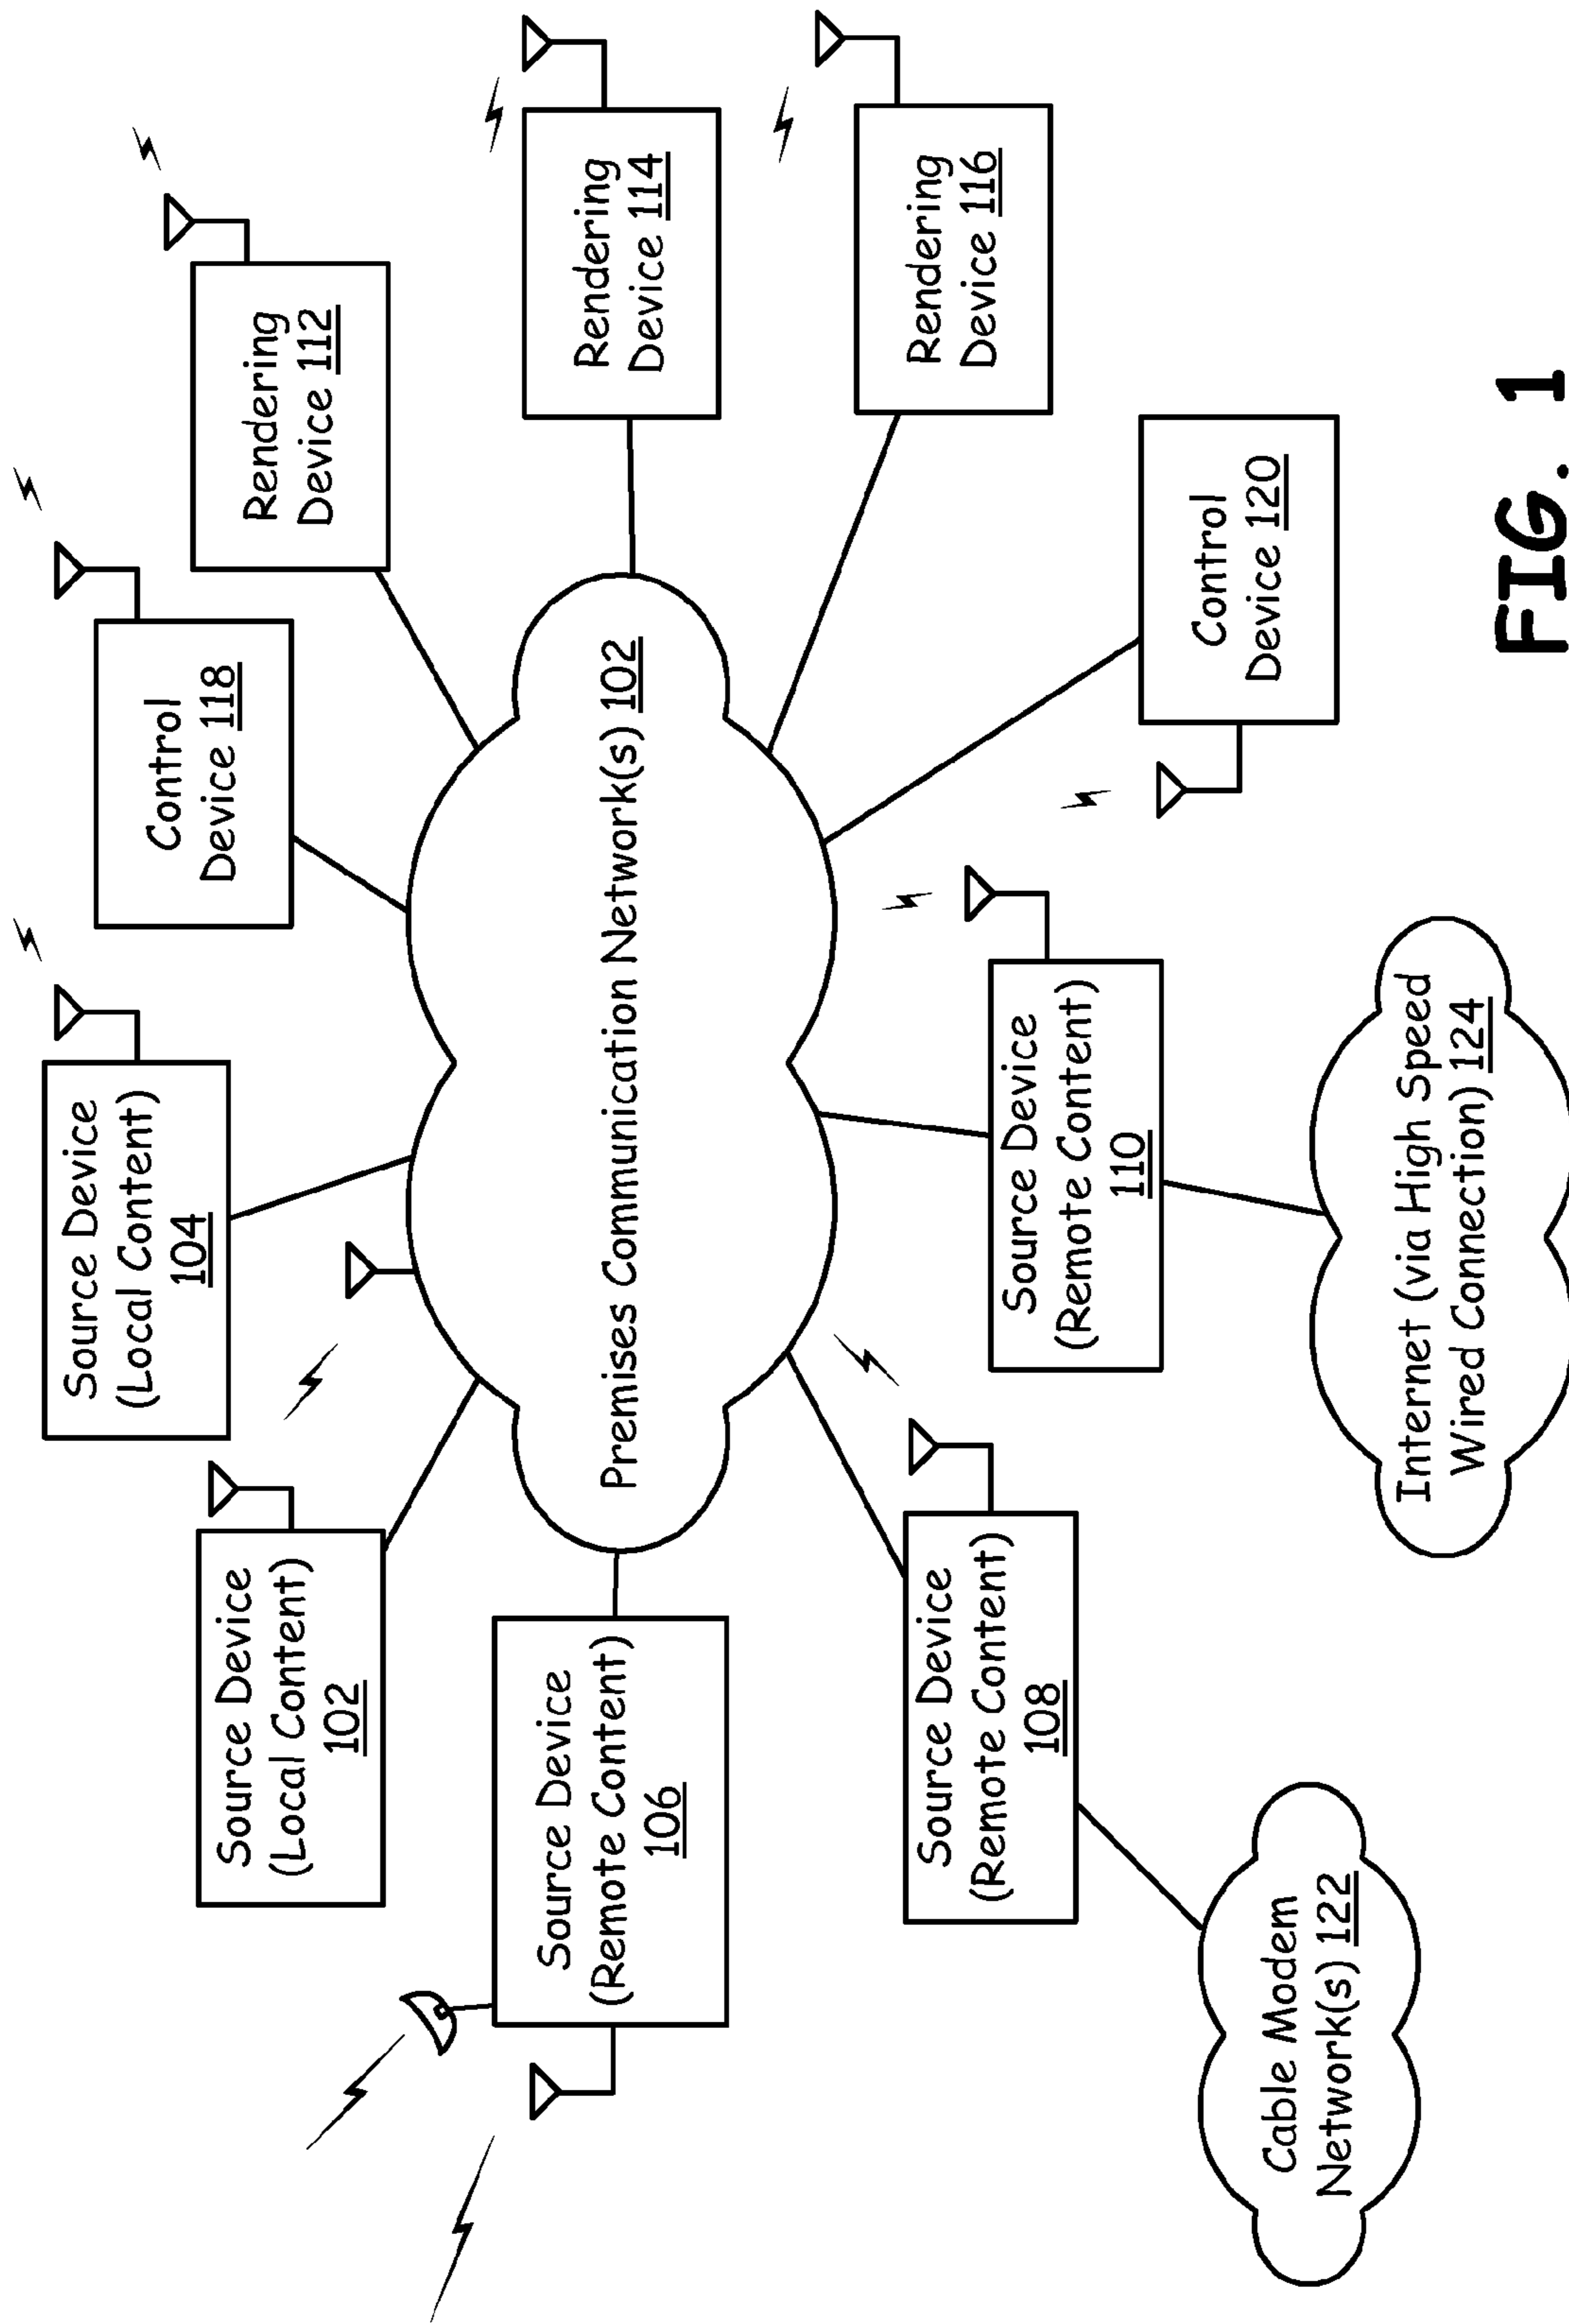 Source Device
(Local Content)
104
Control
Device 118
Source Device
(Local Content)
102
Rendering
Device 112
Source Device
(Remote Content)
106
Premises Communication Network(s) 102
Rendering
Device 114
Source Device
(Remote Content)
108
Source Device
(Remote Content)
110
Rendering
Device 116
Control
Device 120
Cable Modem
Network(s) 122
Internet (via High Speed
Wired Connection) 124
FIG. 1